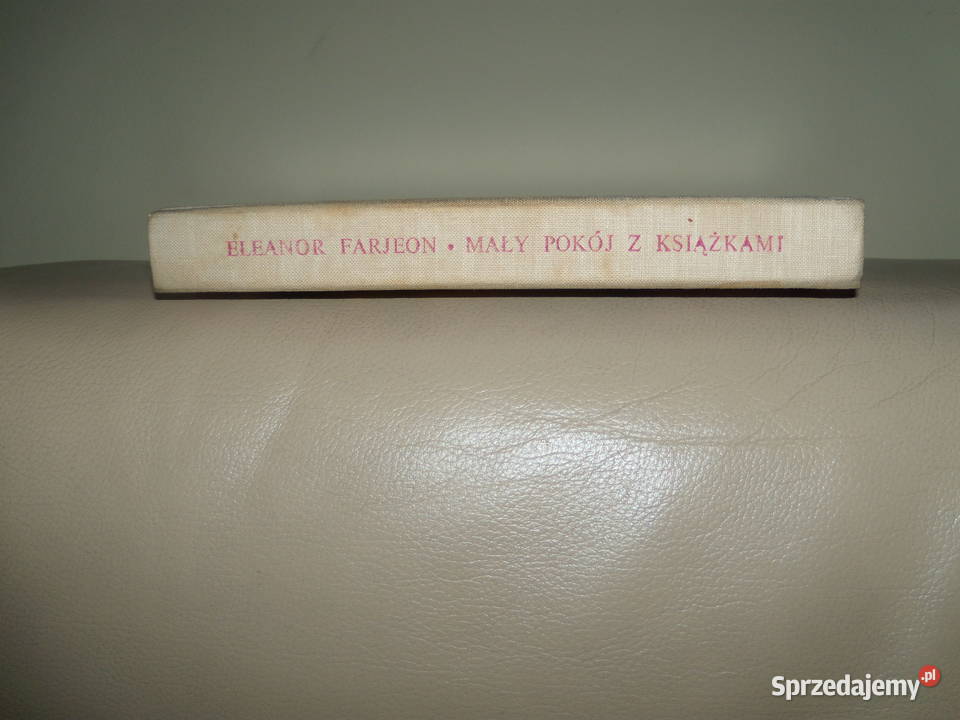 ELEANOR FARJEON • MAŁY POKÓJ Z KSIĄŻKAMI
Sprzedajemy.pl